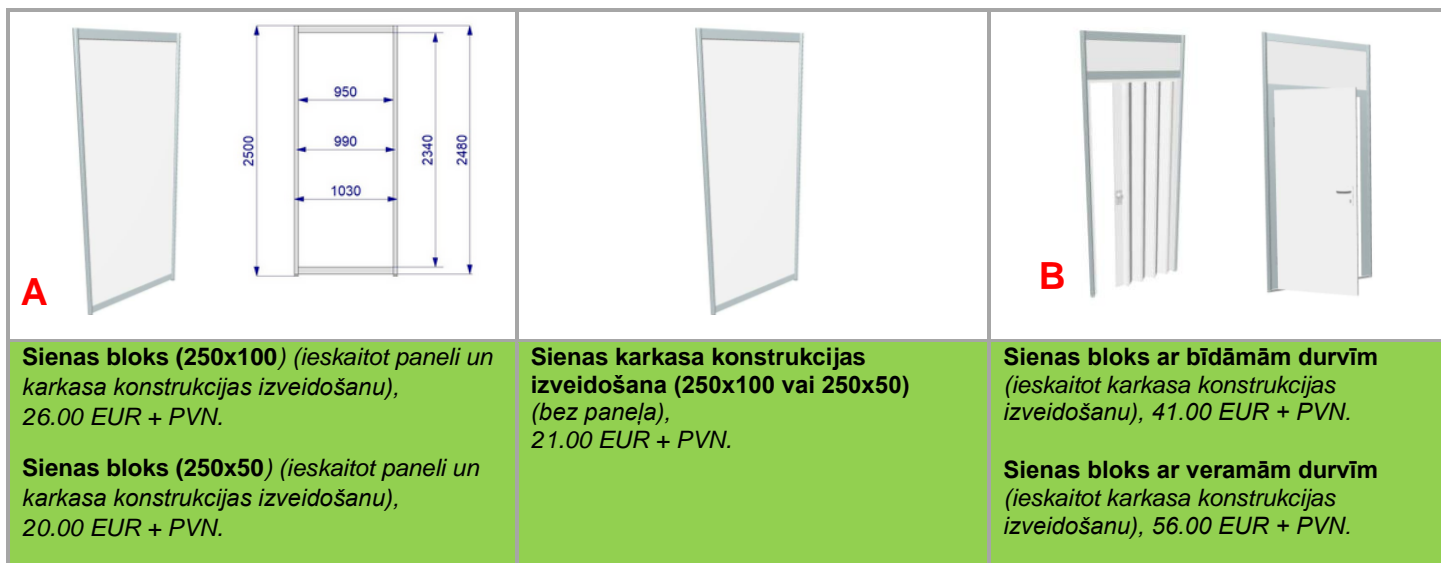 A
2500
950
990
1030
2340
2480
B
Sienas bloks (250x100) (ieskaitot paneli un
karkasa konstrukcijas izveidošanu),
26.00 EUR + PVN.
Sienas bloks (250x50) (ieskaitot paneli un
karkasa konstrukcijas izveidošanu),
20.00 EUR + PVN.
Sienas karkasa konstrukcijas
izveidošana (250x100 vai 250x50)
(bez paneļa),
21.00 EUR + PVN.
Sienas bloks ar bīdāmām durvīm
(ieskaitot karkasa konstrukcijas
izveidošanu), 41.00 EUR + PVN.
Sienas bloks ar veramām durvīm
(ieskaitot karkasa konstrukcijas
izveidošanu), 56.00 EUR + PVN.